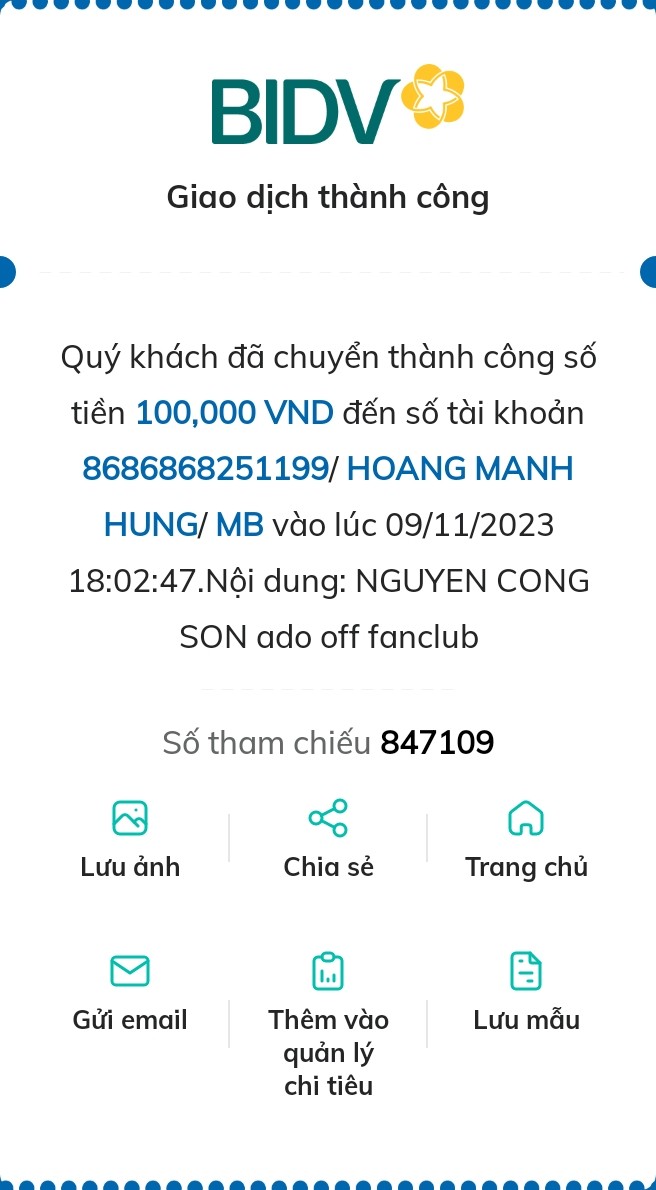 BIDV
Giao dịch thành công
Quý khách đã chuyển thành công số
tiền 100,000 VND đến số tài khoản
8686868251199/ HOANG MANH
HUNG/ MB vào lúc 09/11/2023
18:02:47.Nội dung: NGUYEN CONG
SON ado off fanclub
Số tham chiếu 847109
Lưu ảnh
Chia sẻ
Trang chủ
Gửi email
Thêm vào
quản lý
chi tiêu
Lưu mẫu